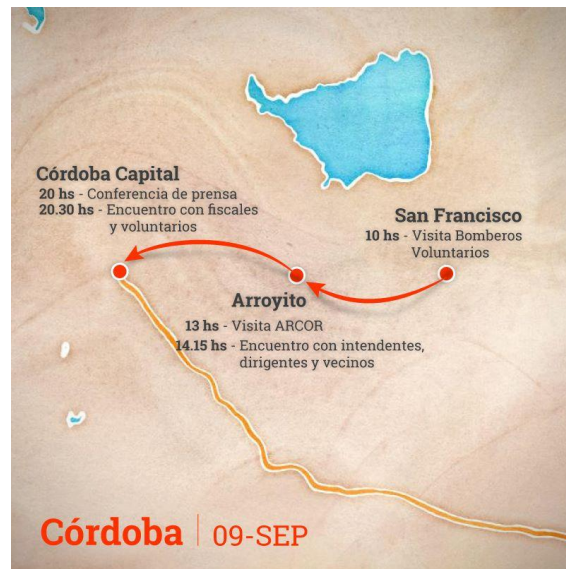 Córdoba Capital
20 hs - Conferencia de prensa
20.30 hs - Encuentro con fiscales
y voluntarios
San Francisco
10 hs - Visita Bomberos
Voluntarios
Arroyito
13 hs - Visita ARCOR
14.15 hs - Encuentro con intendentes,
dirigentes y vecinos
Córdoba | 09-SEP